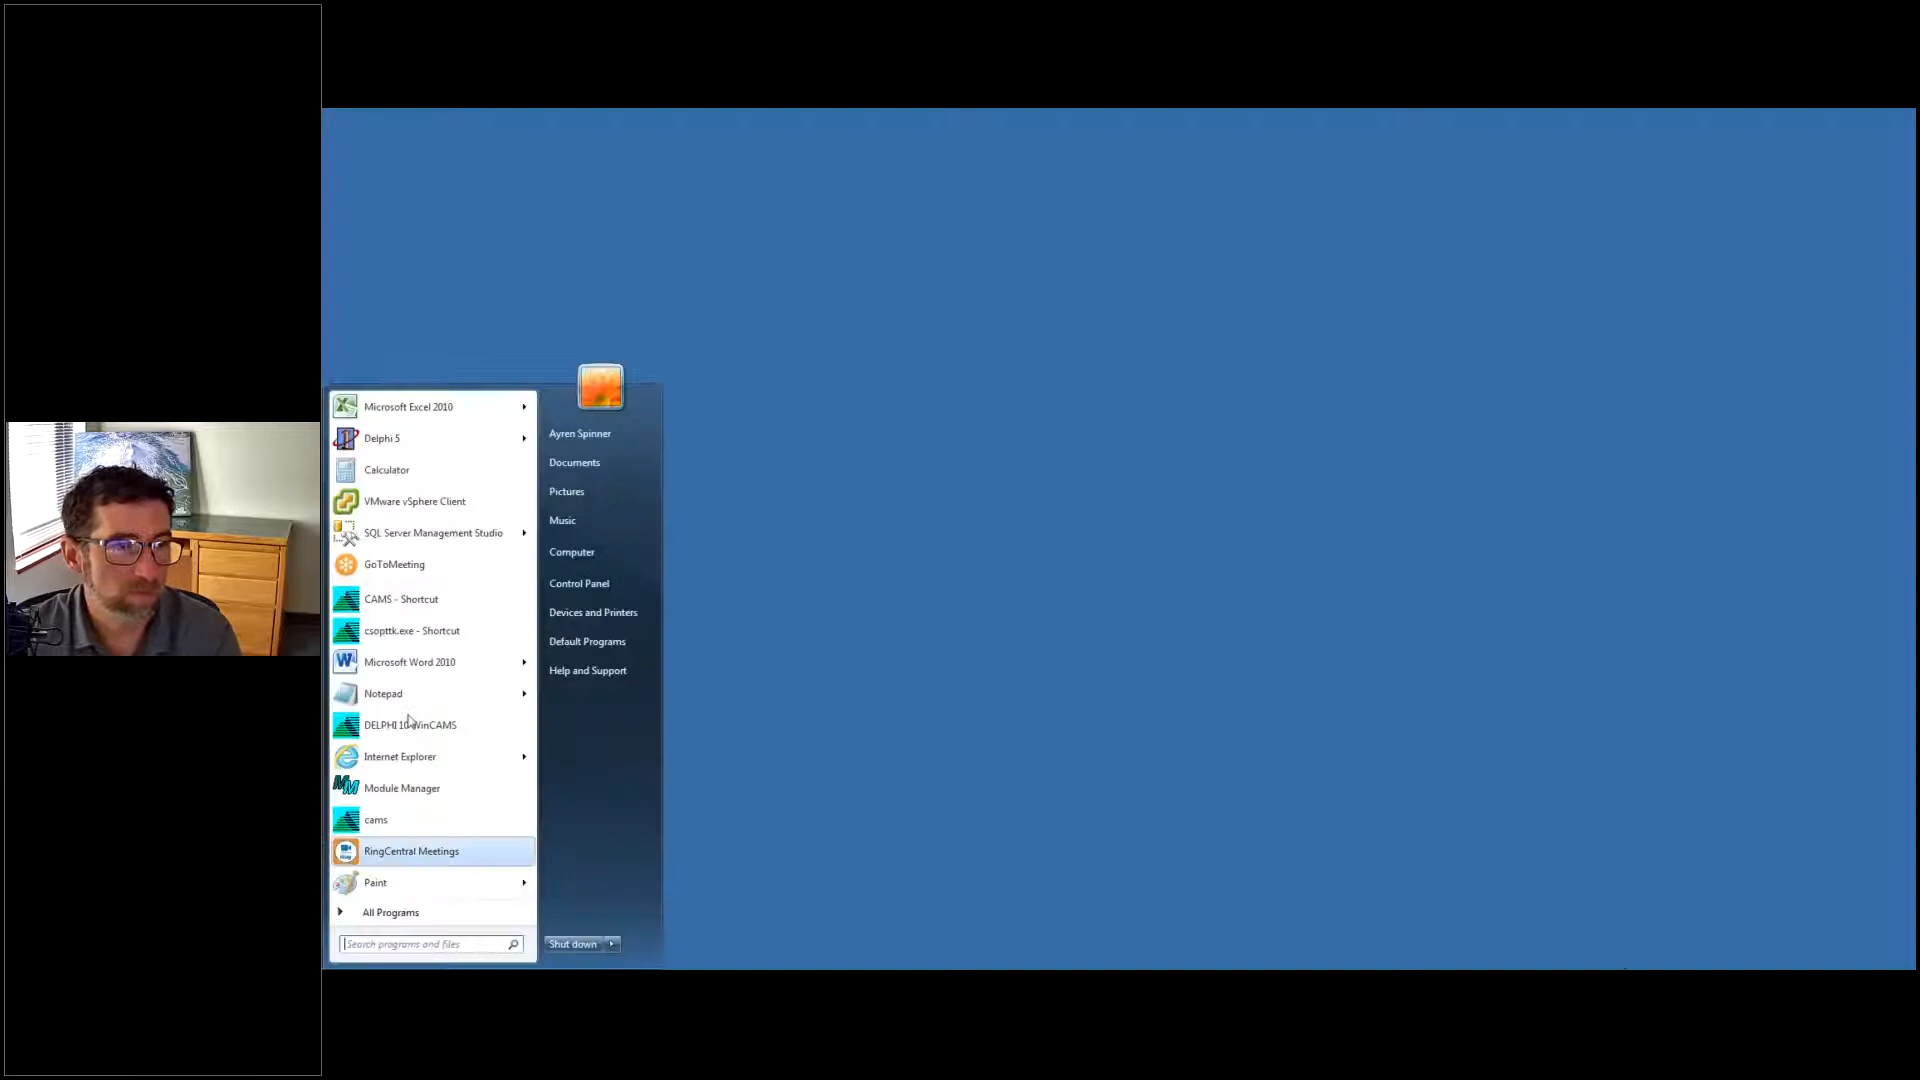 Microsoft Excel 2010
Delphi 5
Calculator
VMware vSphere Client
SQL Server Management Studio
GoToMeeting
CAMS - Shortcut
csopttk.exe - Shortcut
Microsoft Word 2010
Notepad
DELPHI 10 WinCAMS
Internet Explorer
Module Manager
cams
RingCentral Meetings
Paint
All Programs
Search programs and files
Ayren Spinner
Documents
Pictures
Music
Computer
Control Panel
Devices and Printers
Default Programs
Help and Support
Shut down